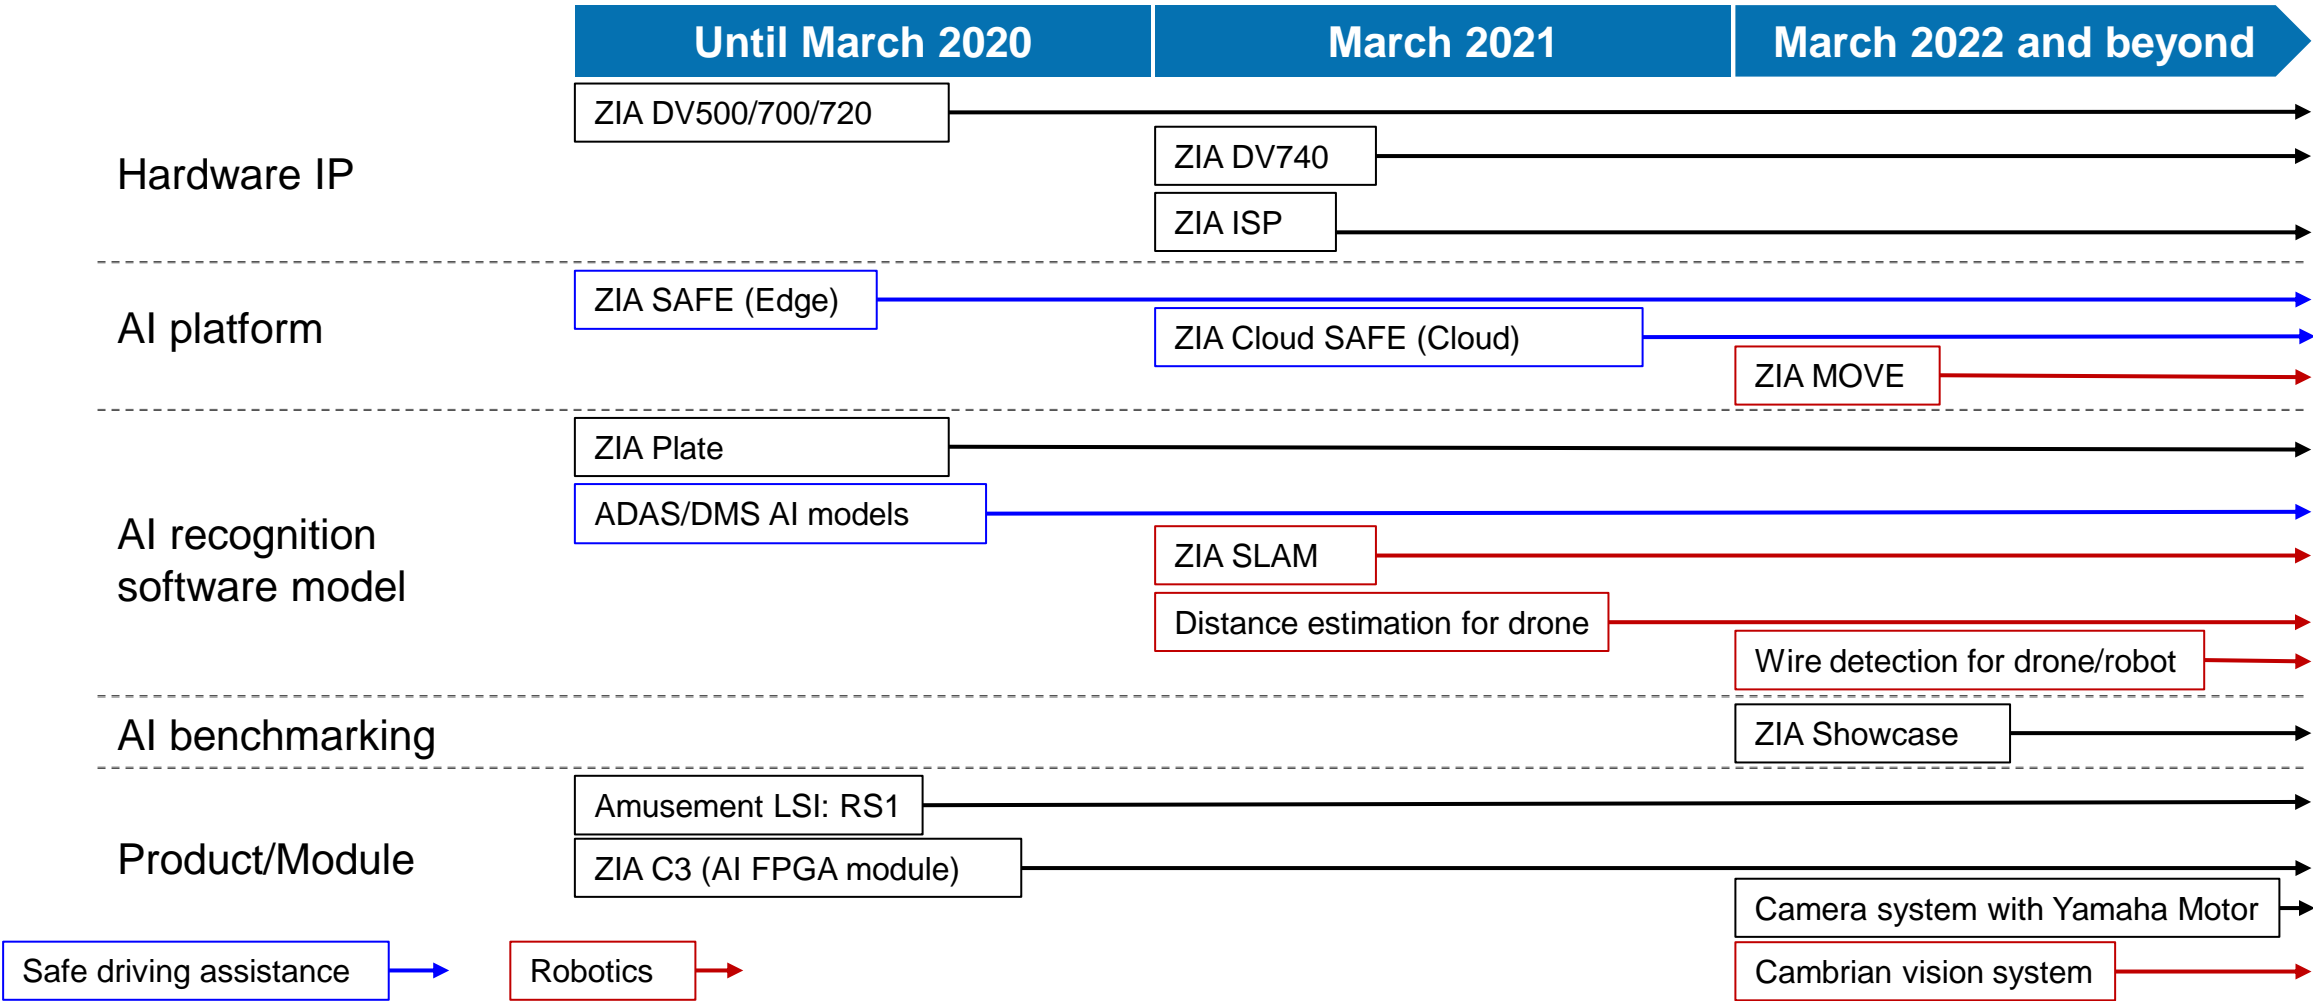 Until March 2020
March 2021
March 2022 and beyond
Hardware IP
ZIA DV500/700/720
ZIA DV740
ZIA ISP
AI platform
ZIA SAFE (Edge)
ZIA Cloud SAFE (Cloud)
ZIA MOVE
AI recognition
software model
ZIA Plate
ADAS/DMS AI models
ZIA SLAM
Distance estimation for drone
Wire detection for drone/robot
AI benchmarking
ZIA Showcase
Product/Module
Amusement LSI: RS1
ZIA C3 (AI FPGA module)
Camera system with Yamaha Motor
Cambrian vision system
Safe driving assistance
Robotics